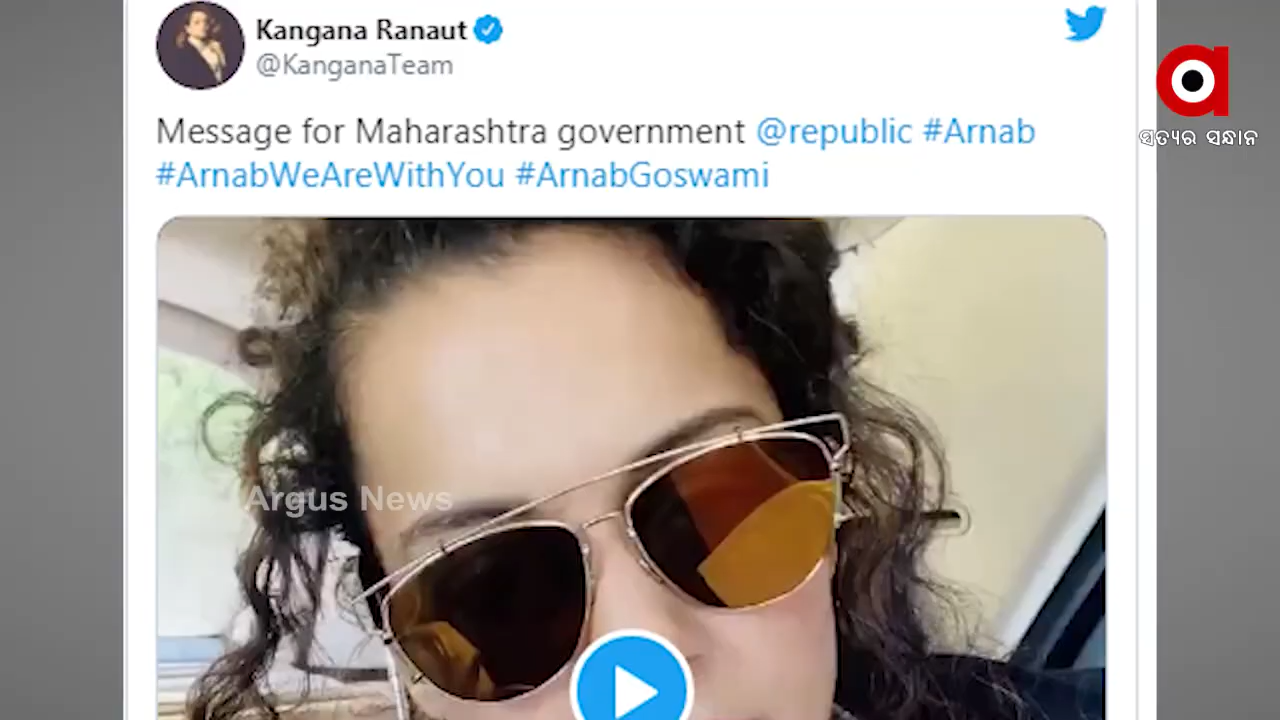 Kangana Ranaut
@KanganaTeam
Message for Maharashtra government @republic #Arnab
#ArnabWeAreWithYou #ArnabGoswami
ସତ୍ୟର ସନ୍ଧାନ
Argus News